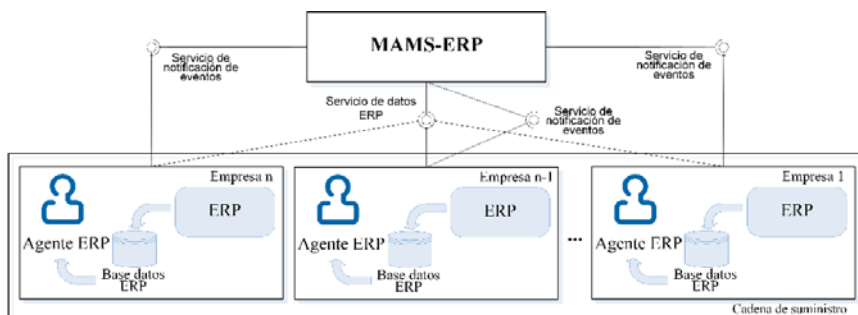 MAMS-ERP
Servicio de
notificación de
eventos
Servicio de
notificación de
eventos
Servicio de datos
ERP
Servicio de
notificación de
eventos
Empresa n
ERP
Agente ERP
Base datos
ERP
Empresa n-1
ERP
Agente ERP
Base datos
ERP
...
Empresa 1
ERP
Agente ERP
Base datos
ERP
Cadena de suministro